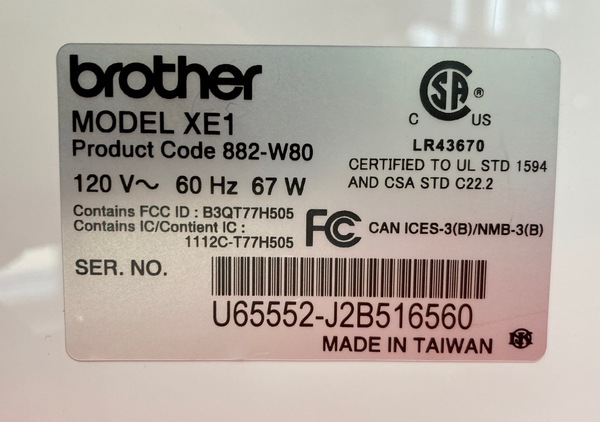 brother
MODEL XE1
Product Code 882-W80
120 V~ 60 Hz 67 W
Contains FCC ID : B3QT77H505
Contains IC/Contient IC :
1112C-T77H505
CSA ®
C US
LR43670
CERTIFIED TO UL STD 1594
AND CSA STD C22.2
FC CAN ICES-3(B)/NMB-3(B)
SER. NO.
U65552-J2B516560
MADE IN TAIWAN